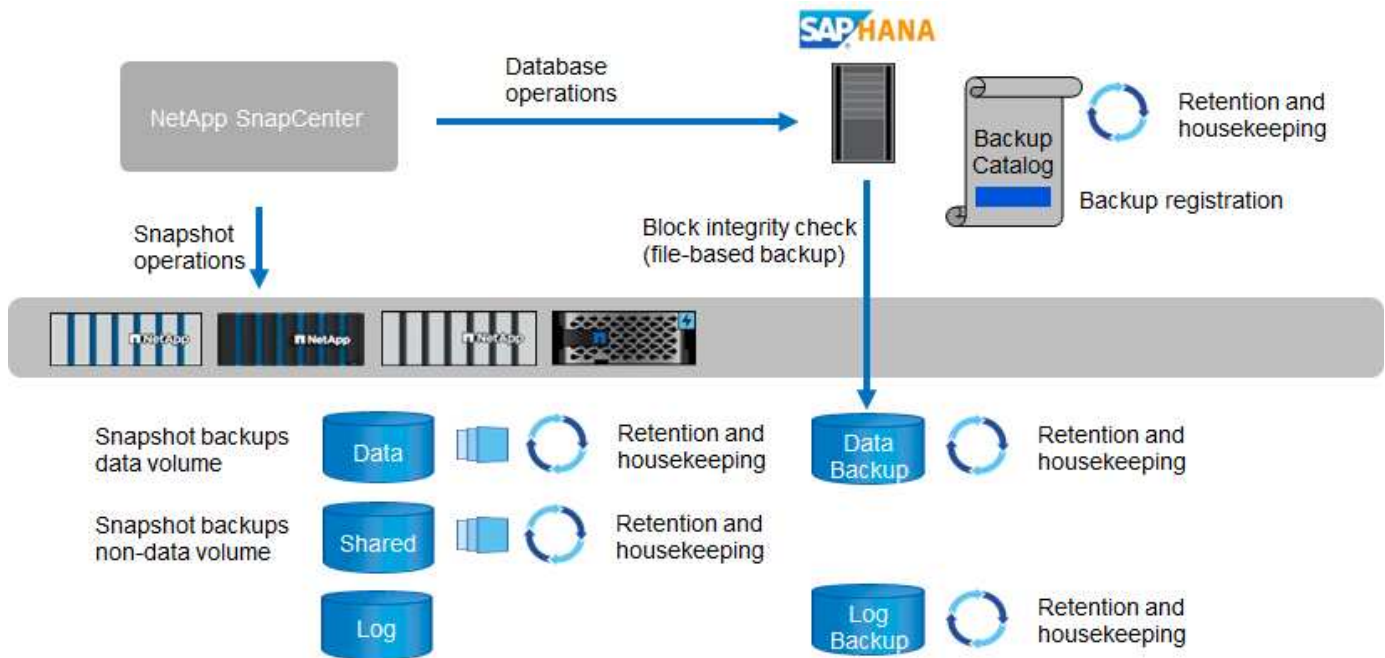 SAP HANA
NetApp SnapCenter
Database
operations
Backup
Catalog
Retention and
housekeeping
Backup registration
Snapshot
operations
Block integrity check
(file-based backup)
NetApp
NetApp
NetApp
Snapshot backups
data volume
Data
Retention and
housekeeping
Data
Backup
Retention and
housekeeping
Snapshot backups
non-data volume
Shared
Retention and
housekeeping
Log
Log
Backup
Retention and
housekeeping